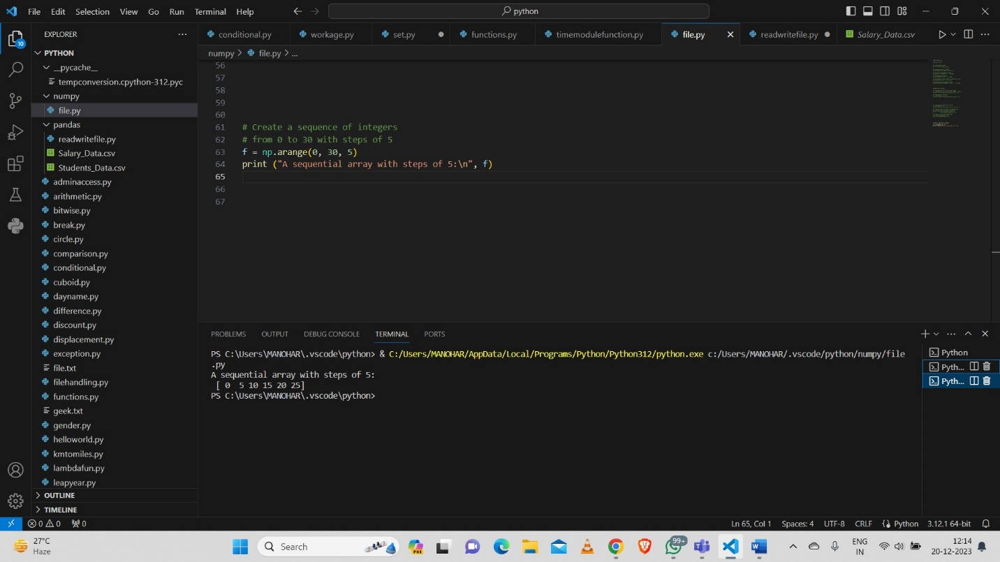 File Edit Selection View Go Run Terminal Help
python
EXPLORER
conditional.py
workage.py
set.py
functions.py
timemodulefunction.py
file.py
readwritefile.py
Salary_Data.csv
10
PYTHON
numpy > file.py > ...
__pycache__
tempconversion.cpython-312.pyc
numpy
file.py
pandas
readwritefile.py
Salary_Data.csv
Students_Data.csv
adminaccess.py
arithmetic.py
bitwise.py
break.py
circle.py
comparison.py
conditional.py
cuboid.py
dayname.py
difference.py
discount.py
displacement.py
exception.py
file.txt
filehandling.py
functions.py
geek.txt
gender.py
helloworld.py
kmtomiles.py
lambdafun.py
leapyear.py
OUTLINE
TIMELINE
56
57
58
59
60
61 # Create a sequence of integers
62 # from 0 to 30 with steps of 5
63 f = np.arange(0, 30, 5)
64 print ("A sequential array with steps of 5:\n", f)
65
66
67
PROBLEMS OUTPUT DEBUG CONSOLE TERMINAL PORTS
PS C:\Users\MANOHAR\.vscode\python> & C:/Users/MANOHAR/AppData/Local/Programs/Python/Python312/python.exe c:/Users/MANOHAR/.vscode/python/numpy/file
.py
A sequential array with steps of 5:
[ 0  5 10 15 20 25]
PS C:\Users\MANOHAR\.vscode\python>
Python
Pyth...
Pyth...
0 0 0
Ln 65, Col 1 Spaces: 4 UTF-8 CRLF Python 3.12.1 64-bit
27°C
Haze
Search
PRE
99+
ENG
IN
12:14
20-12-2023